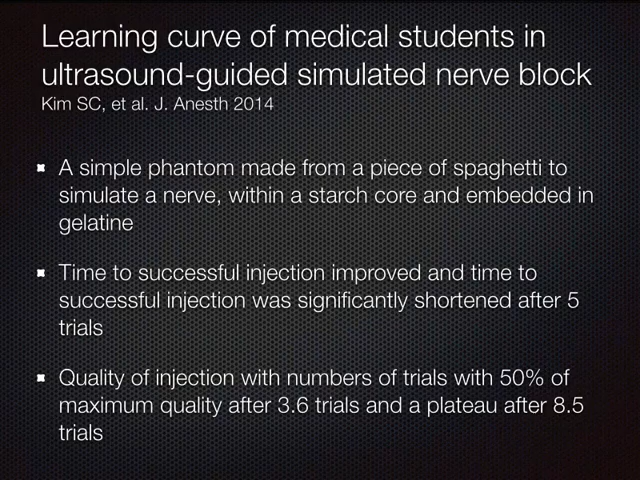 Learning curve of medical students in
ultrasound-guided simulated nerve block
Kim SC, et al. J. Anesth 2014
A simple phantom made from a piece of spaghetti to
simulate a nerve, within a starch core and embedded in
gelatine
Time to successful injection improved and time to
successful injection was significantly shortened after 5
trials
Quality of injection with numbers of trials with 50% of
maximum quality after 3.6 trials and a plateau after 8.5
trials